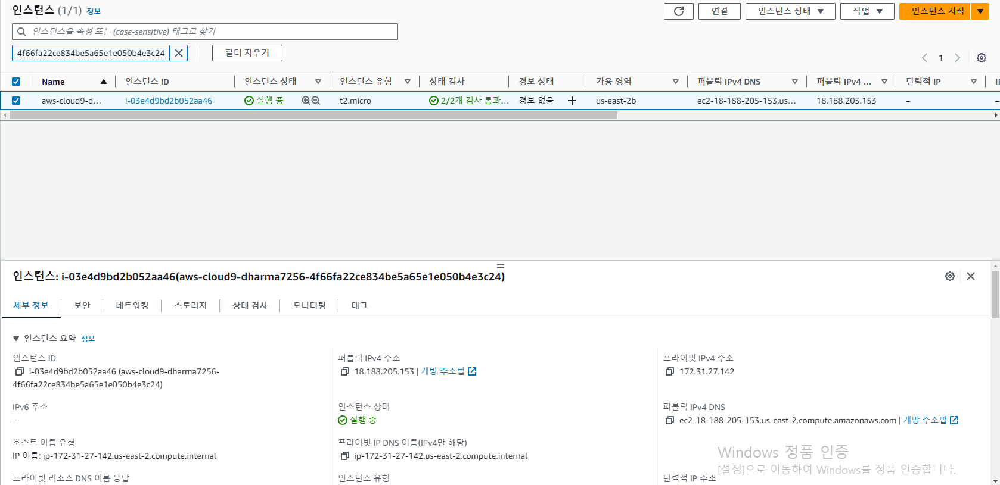 인스턴스 (1/1) 정보
연결
인스턴스 상태
작업
인스턴스 시작
인스턴스을 속성 또는 (case-sensitive) 태그로 찾기
4f66fa22ce834be5a65e1e050b4e3c24
필터 지우기
1
Name 인스턴스 ID 인스턴스 상태 인스턴스 유형 상태 검사 경보 상태 가용 영역 퍼블릭 IPv4 DNS 퍼블릭 IPv4 ... 탄력적 IP
aws-cloud9-d... i-03e4d9bd2b052aa46 실행 중 t2.micro 2/2개 검사 통과... 경보 없음 + us-east-2b ec2-18-188-205-153.us... 18.188.205.153 – –
인스턴스: i-03e4d9bd2b052aa46(aws-cloud9-dharma7256-4f66fa22ce834be5a65e1e050b4e3c24)
세부 정보 보안 네트워킹 스토리지 상태 검사 모니터링 태그
인스턴스 요약 정보
인스턴스 ID
i-03e4d9bd2b052aa46 (aws-cloud9-dharma7256-
4f66fa22ce834be5a65e1e050b4e3c24)
퍼블릭 IPv4 주소
18.188.205.153 | 개방 주소법
프라이빗 IPv4 주소
172.31.27.142
IPv6 주소
–
인스턴스 상태
실행 중
퍼블릭 IPv4 DNS
ec2-18-188-205-153.us-east-2.compute.amazonaws.com | 개방 주소법
호스트 이름 유형
IP 이름: ip-172-31-27-142.us-east-2.compute.internal
프라이빗 IP DNS 이름(IPv4만 해당)
ip-172-31-27-142.us-east-2.compute.internal
Windows 정품 인증
[설정]으로 이동하여 Windows를 정품 인증합니다.
프라이빗 리소스 DNS 이름 응답
인스턴스 유형
탄력적 IP 주소